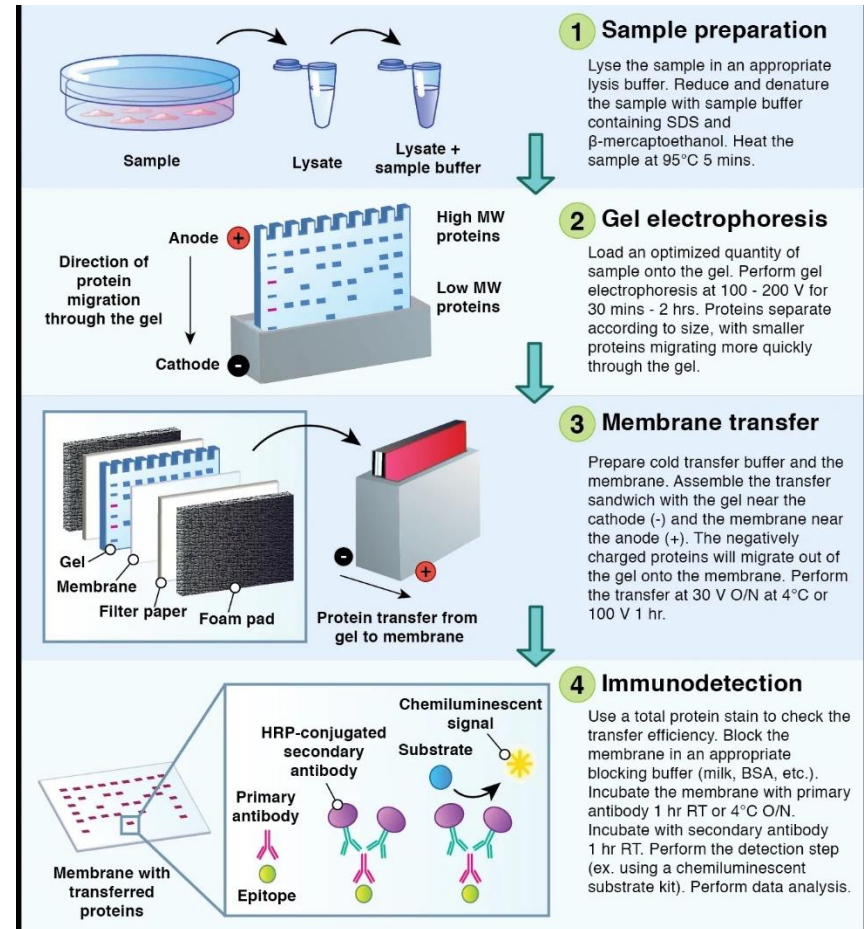 1 Sample preparation
Lyse the sample in an appropriate
lysis buffer. Reduce and denature
the sample with sample buffer
containing SDS and
β-mercaptoethanol. Heat the
sample at 95°C 5 mins.
Sample
Lysate
Lysate +
sample buffer
2 Gel electrophoresis
Load an optimized quantity of
sample onto the gel. Perform gel
electrophoresis at 100 - 200 V for
30 mins - 2 hrs. Proteins separate
according to size, with smaller
proteins migrating more quickly
through the gel.
Anode +
Direction of
protein
migration
through the gel
Cathode -
High MW
proteins
Low MW
proteins
3 Membrane transfer
Prepare cold transfer buffer and the
membrane. Assemble the transfer
sandwich with the gel near the
cathode (-) and the membrane near
the anode (+). The negatively
charged proteins will migrate out of
the gel onto the membrane. Perform
the transfer at 30 V O/N at 4°C or
100 V 1 hr.
Gel
Membrane
Filter paper
Foam pad
-
+
Protein transfer from
gel to membrane
4 Immunodetection
Use a total protein stain to check the
transfer efficiency. Block the
membrane in an appropriate
blocking buffer (milk, BSA, etc.).
Incubate the membrane with primary
antibody 1 hr RT or 4°C O/N.
Incubate with secondary antibody
1 hr RT. Perform the detection step
(ex. using a chemiluminescent
substrate kit). Perform data analysis.
Membrane with
transferred
proteins
HRP-conjugated
secondary
antibody
Primary
antibody
Epitope
Substrate
Chemiluminescent
signal